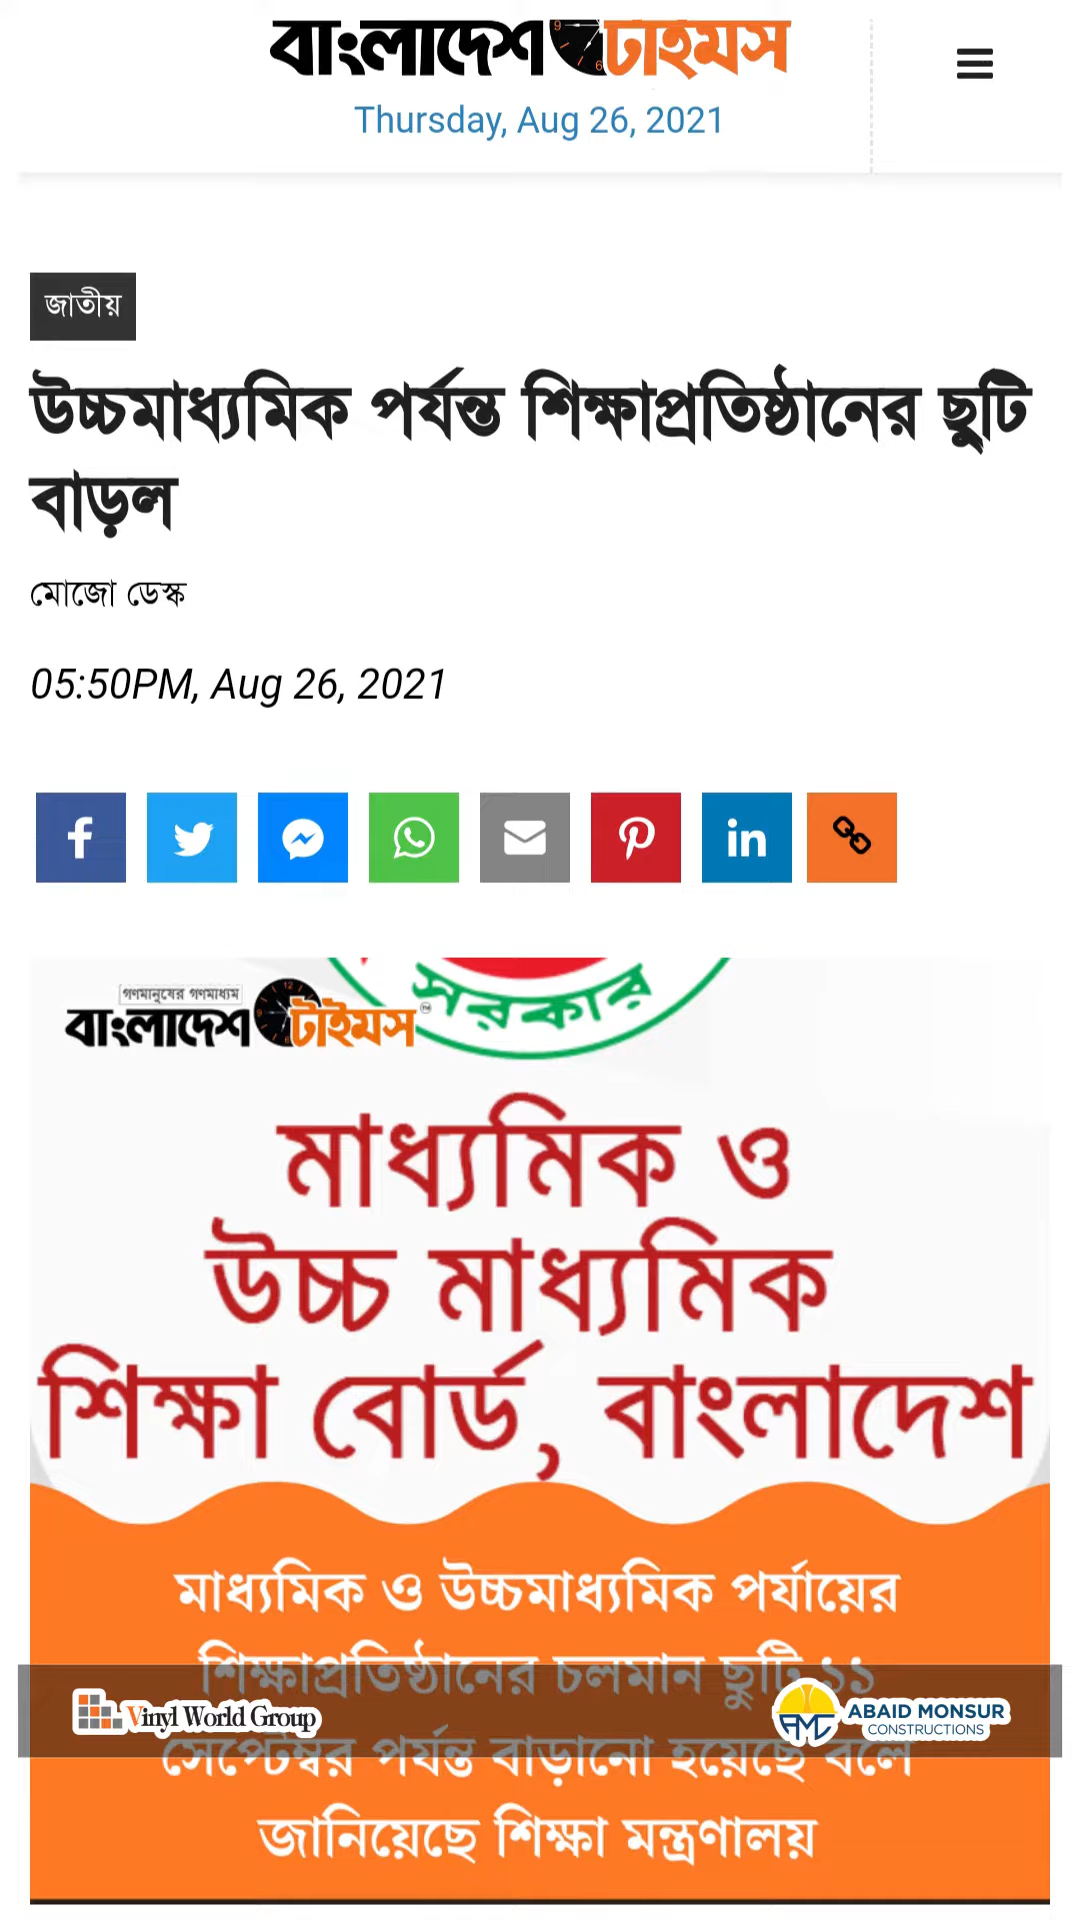 বাংলাদেশ টাইমস
Thursday, Aug 26, 2021
জাতীয়
উচ্চমাধ্যমিক পর্যন্ত শিক্ষাপ্রতিষ্ঠানের ছুটি
বাড়ল
মোজো ডেস্ক
05:50PM, Aug 26, 2021
গণমানুষের গণমাধ্যম
বাংলাদেশ টাইমস
সরকার
মাধ্যমিক ও
উচ্চ মাধ্যমিক
শিক্ষা বোর্ড, বাংলাদেশ
মাধ্যমিক ও উচ্চমাধ্যমিক পর্যায়ের
শিক্ষাপ্রতিষ্ঠানের চলমান ছুটি ১১
Vinyl World Group
ABAID MONSUR
CONSTRUCTIONS
সেপ্টেম্বর পর্যন্ত বাড়ানো হয়েছে বলে
জানিয়েছে শিক্ষা মন্ত্রণালয়